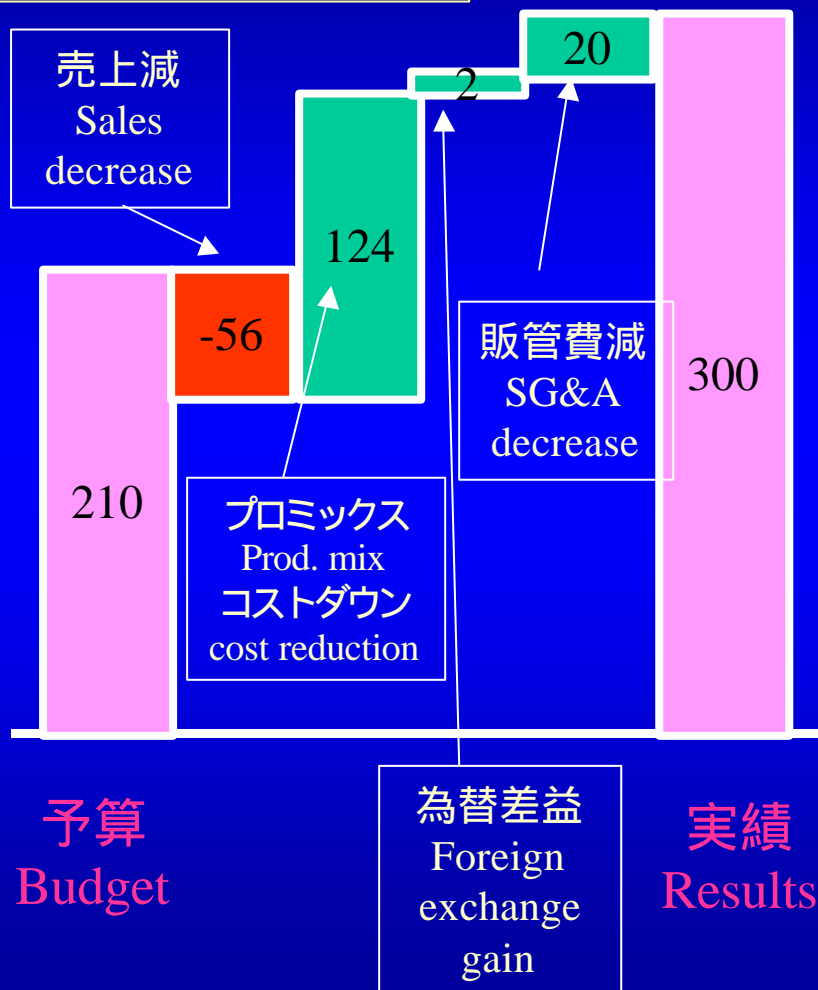 売上減
Sales
decrease
20
2
124
-56
販管費減
SG&A
decrease
300
210
プロミックス
Prod. mix
コストダウン
cost reduction
為替差益
Foreign
exchange
gain
予算
Budget
実績
Results